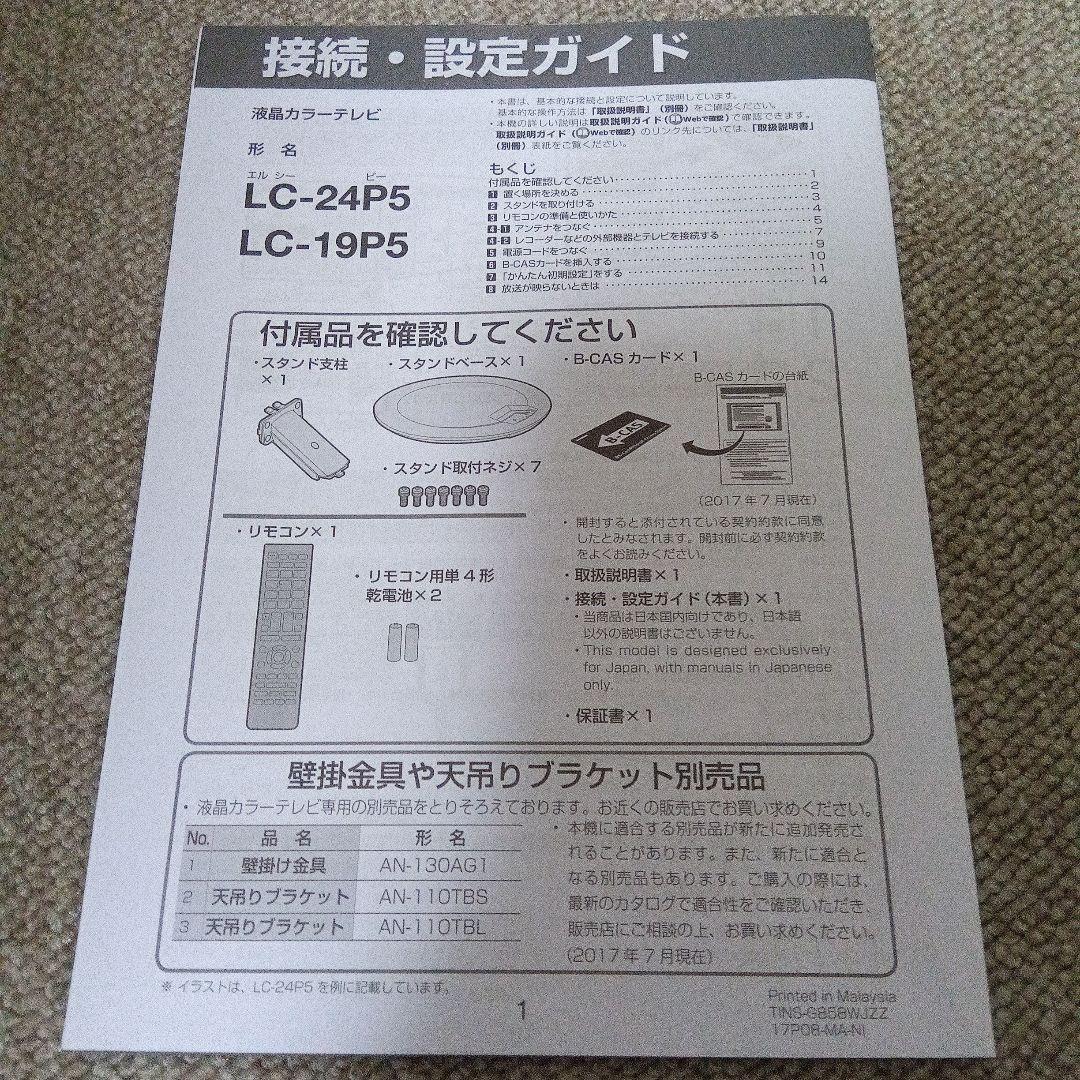 接続・設定ガイド
液晶カラーテレビ
形 名
エル シー ピー
LC-24P5
LC-19P5
・本書は、基本的な接続と設定について説明しています。
基本的な操作方法は「取扱説明書」(別冊)をご確認ください。
・本機の詳しい説明は取扱説明ガイド(Webで確認)で確認できます。
取扱説明ガイド(Webで確認)のリンク先については、「取扱説明書」
(別冊)表紙をご覧ください。
もくじ
付属品を確認してください 1
1 置く場所を決める 2
2 スタンドを取り付ける 3
3 リモコンの準備と使いかた 4
4-1 アンテナをつなぐ 5
4-2 レコーダーなどの外部機器とテレビを接続する 7
5 電源コードをつなぐ 9
6 B-CASカードを挿入する 10
7 「かんたん初期設定」をする 11
8 放送が映らないときは 14
付属品を確認してください
・スタンド支柱
×1
・スタンドベース×1
・B-CAS カード×1
B-CAS カードの台紙
B-CAS
・スタンド取付ネジ×7
(2017年7月現在)
・開封すると添付されている契約約款に同意
したとみなされます。開封前に必ず契約約款
をよくお読みください。
・リモコン×1
・リモコン用単4形
乾電池×2
・取扱説明書×1
・接続・設定ガイド(本書)×1
・当商品は日本国内向けであり、日本語
以外の説明書はございません。
・This model is designed exclusively
for Japan, with manuals in Japanese
only.
・保証書×1
壁掛金具や天吊りブラケット別売品
・液晶カラーテレビ専用の別売品をとりそろえております。お近くの販売店でお買い求めください。
No. 品 名 形 名
1 壁掛け金具 AN-130AG1
2 天吊りブラケット AN-110TBS
3 天吊りブラケット AN-110TBL
・本機に適合する別売品が新たに追加発売さ
れることがあります。また、新たに適合と
なる別売品もあります。ご購入の際には、
最新のカタログで適合性をご確認いただき、
販売店にご相談の上、お買い求めください。
(2017年7月現在)
※ イラストは、LC-24P5 を例に記載しています。
1
Printed in Malaysia
TINS-G858WJZZ
17P08-MA-NI